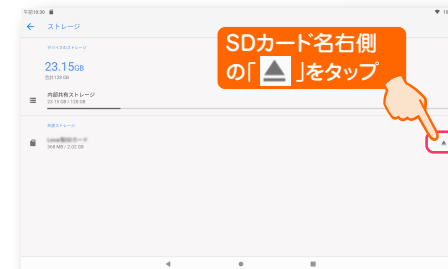 午前10:30
← ストレージ
デバイスのストレージ
23.15GB
合計128 GB
内部共有ストレージ
23.15 GB / 128 GB
外部ストレージ
368 MB / 2.02 GB
SDカード名右側
の「⏏」をタップ